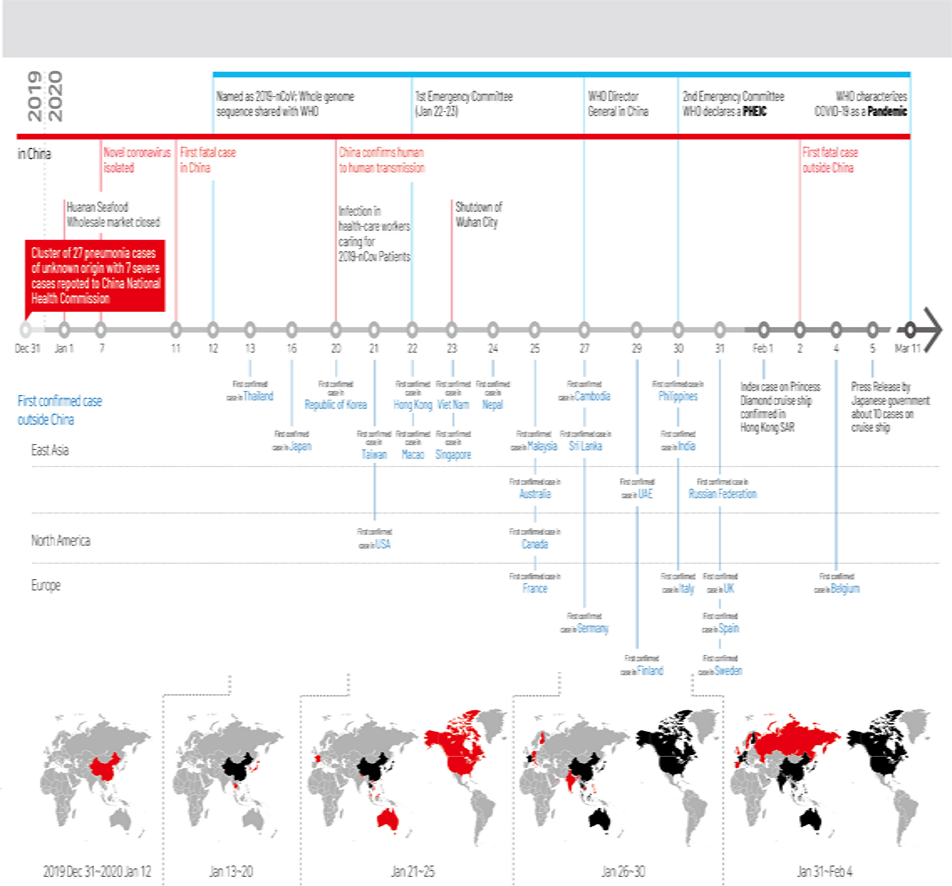 2019
2020
Named as 2019-nCoV; Whole genome
sequence shared with WHO
1st Emergency Committee
(Jan 22-23)
WHO Director
General in China
2nd Emergency Committee
WHO declares a PHEIC
WHO characterizes
COVID-19 as a Pandemic
in China
Novel coronavirus
isolated
First fatal case
in China
China confirms human
to human transmission
First fatal case
outside China
Huanan Seafood
Wholesale market closed
Infection in
health-care workers
caring for
2019-nCov Patients
Shutdown of
Wuhan City
Cluster of 27 pneumonia cases
of unknown origin with 7 severe
cases repoted to China National
Health Commission
Dec 31 Jan 1 7 11 12 13 16 20 21 22 23 24 25 27 29 30 31 Feb 1 2 4 5 Mar 11
First confirmed case
outside China
East Asia
First confirmed
case in Thailand
First confirmed
case in Japan
First confirmed
case in
Republic of Korea
First confirmed
case in
Taiwan
First confirmed
case in
Hong Kong
First confirmed
case in
Macao
First confirmed
case in
Viet Nam
First confirmed
case in
Singapore
First confirmed
case in
Nepal
First confirmed
case in Malaysia
First confirmed
case in Cambodia
First confirmed case in
Sri Lanka
First confirmed case in
Philippines
First confirmed
case in India
Index case on Princess
Diamond cruise ship
confirmed in
Hong Kong SAR
Press Release by
Japanese government
about 10 cases on
cruise ship
First confirmed case in
Australia
First confirmed
case in UAE
First confirmed case in
Russian Federation
North America
First confirmed
case in USA
First confirmed case in
Canada
Europe
First confirmed case in
France
First confirmed
case in Italy
First confirmed
case in UK
First confirmed
case in Belgium
First confirmed
case in Germany
First confirmed
case in Spain
First confirmed
case in Finland
First confirmed
case in Sweden
2019 Dec 31~2020 Jan 12
Jan 13~20
Jan 21~25
Jan 26~30
Jan 31~Feb 4